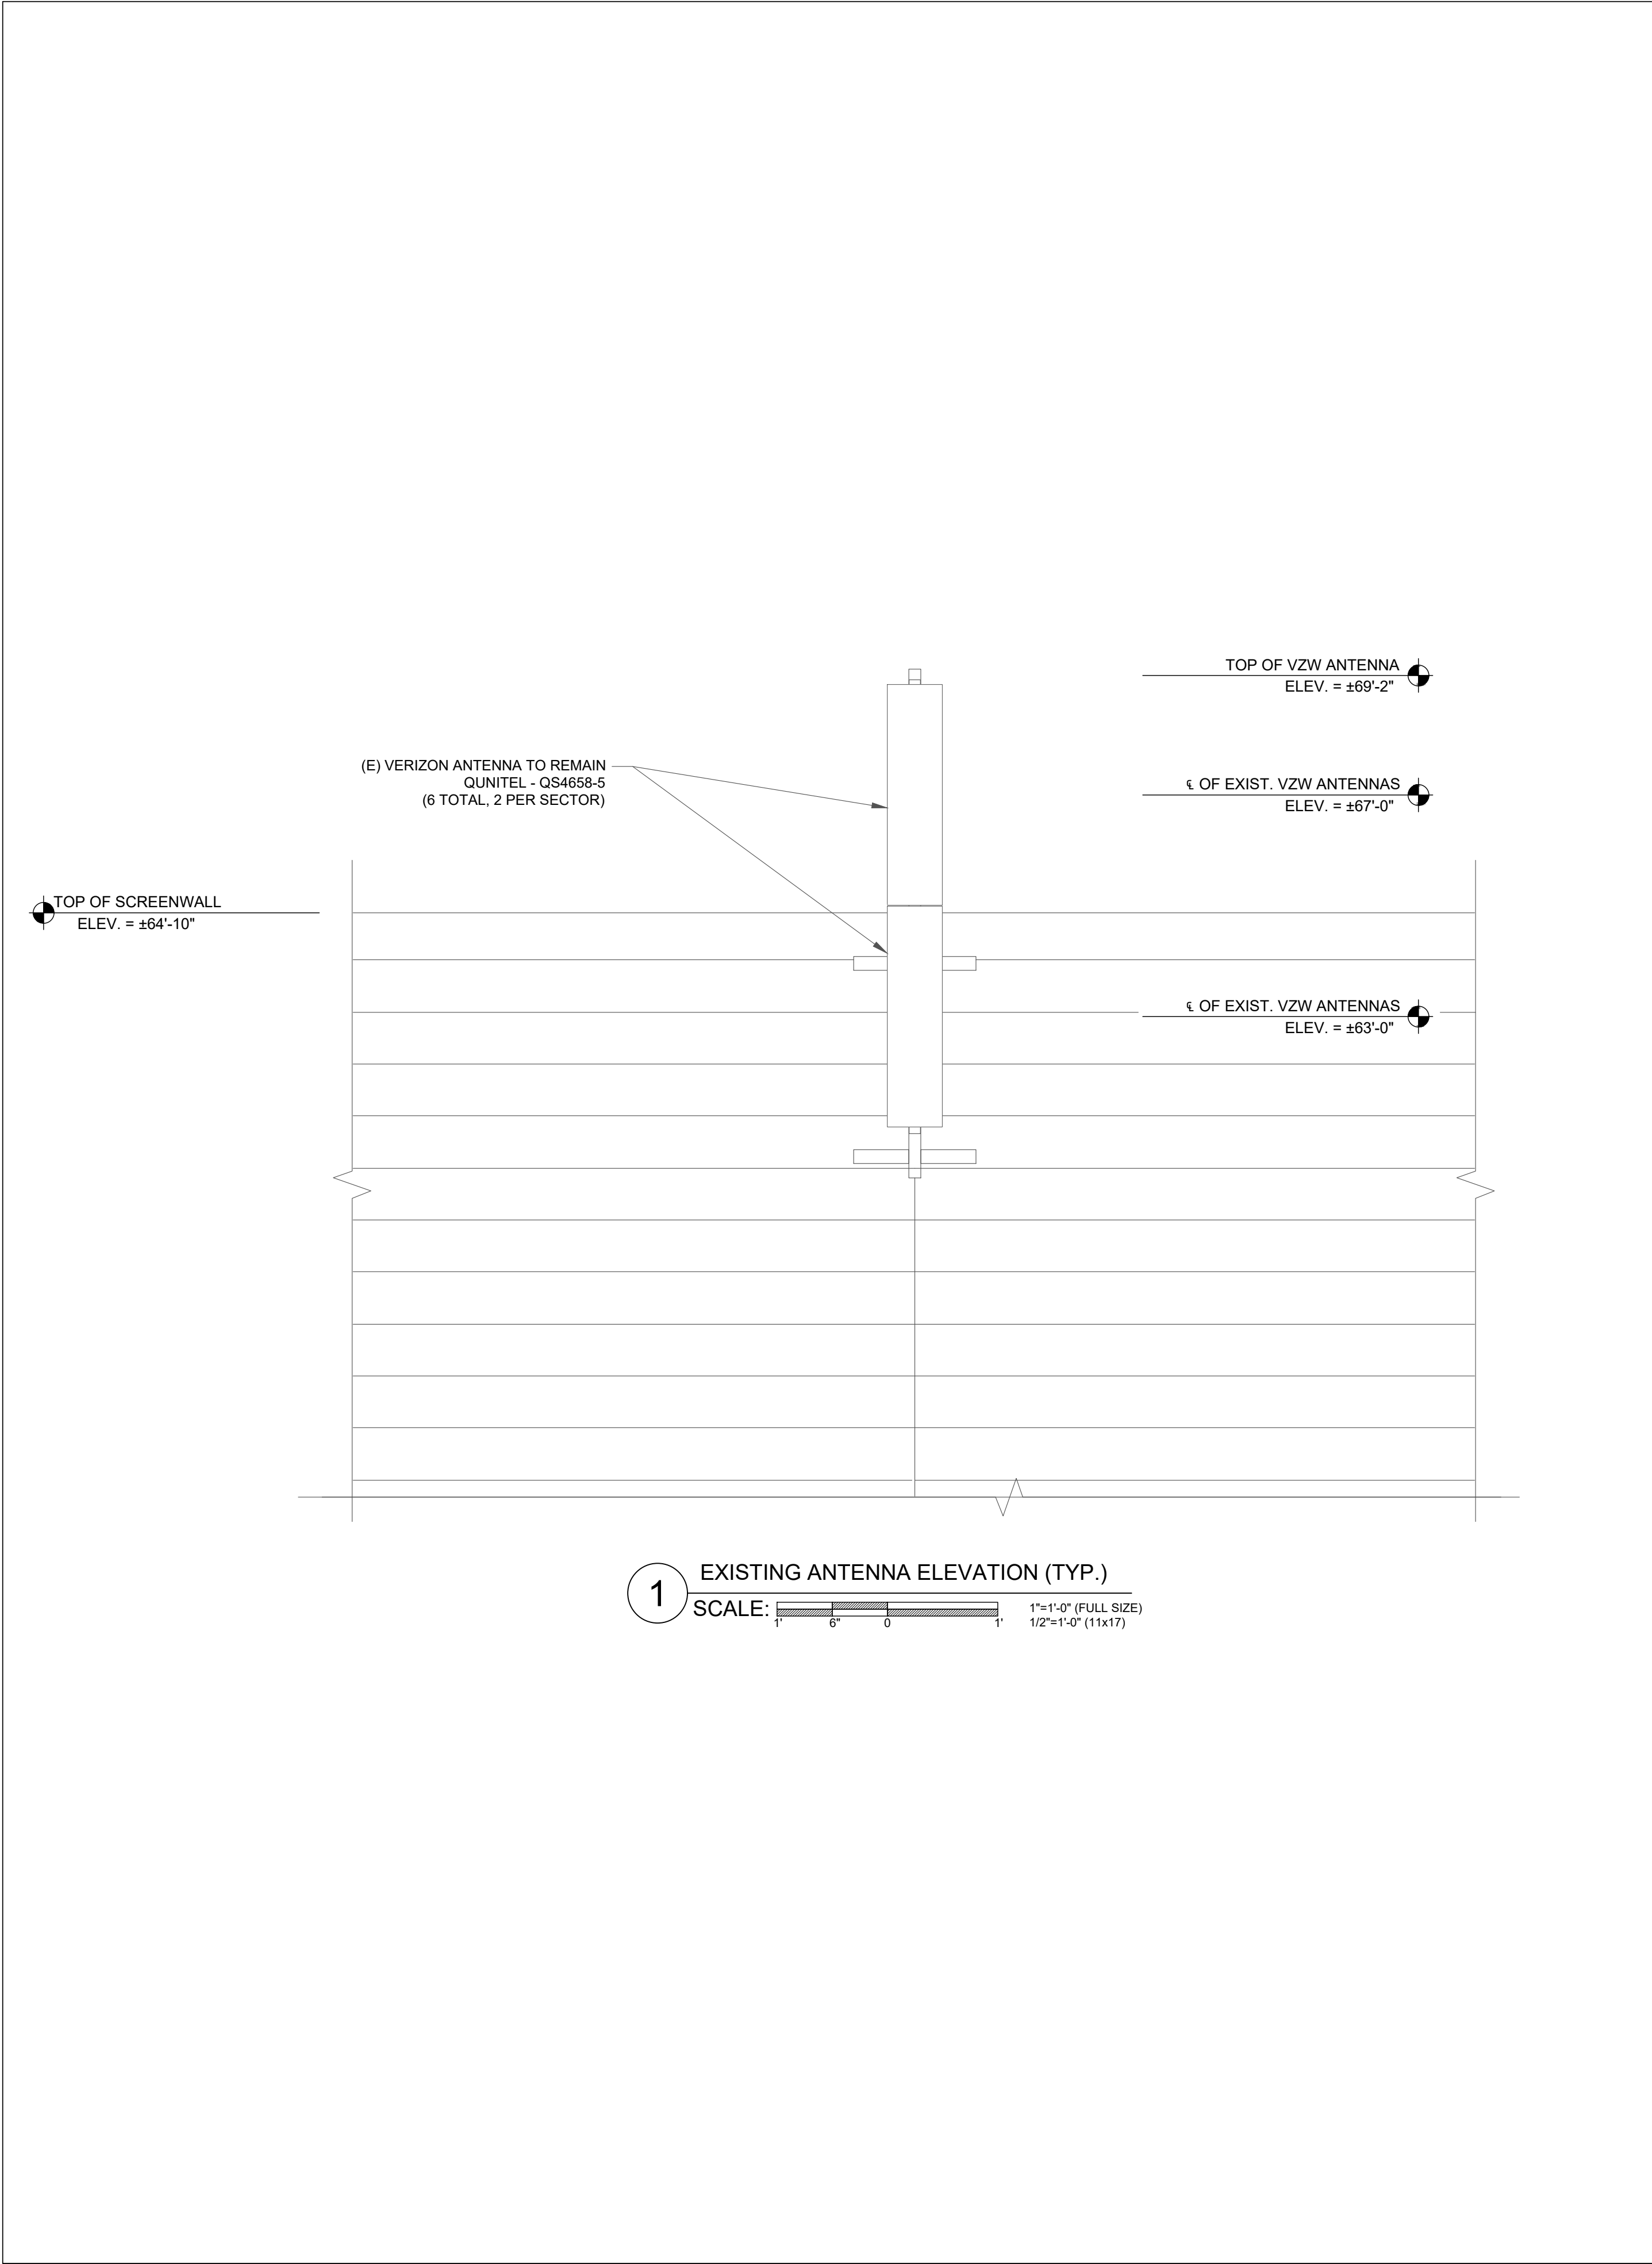 TOP OF VZW ANTENNA
ELEV. = ±69'-2"
(E) VERIZON ANTENNA TO REMAIN
QUNITEL - QS4658-5
(6 TOTAL, 2 PER SECTOR)
℄ OF EXIST. VZW ANTENNAS
ELEV. = ±67'-0"
TOP OF SCREENWALL
ELEV. = ±64'-10"
℄ OF EXIST. VZW ANTENNAS
ELEV. = ±63'-0"
1
EXISTING ANTENNA ELEVATION (TYP.)
SCALE:
1' 6" 0 1'
1"=1'-0" (FULL SIZE)
1/2"=1'-0" (11x17)